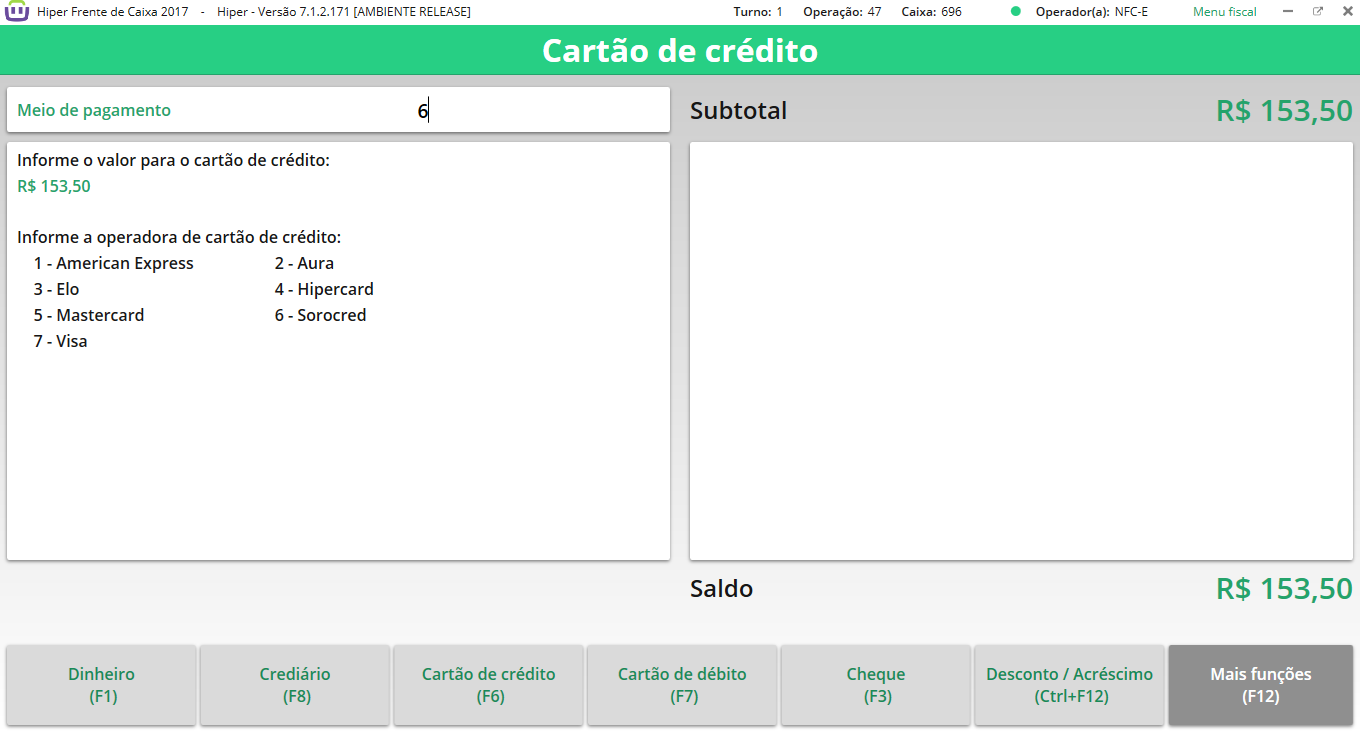 Hiper Frente de Caixa 2017 - Hiper - Versão 7.1.2.171 [AMBIENTE RELEASE] Turno: 1 Operação: 47 Caixa: 696 Operador(a): NFC-E Menu fiscal
Cartão de crédito
Meio de pagamento 6
Subtotal R$ 153,50
Informe o valor para o cartão de crédito:
R$ 153,50
Informe a operadora de cartão de crédito:
1 - American Express 2 - Aura
3 - Elo 4 - Hipercard
5 - Mastercard 6 - Sorocred
7 - Visa
Saldo R$ 153,50
Dinheiro
(F1)
Crediário
(F8)
Cartão de crédito
(F6)
Cartão de débito
(F7)
Cheque
(F3)
Desconto / Acréscimo
(Ctrl+F12)
Mais funções
(F12)